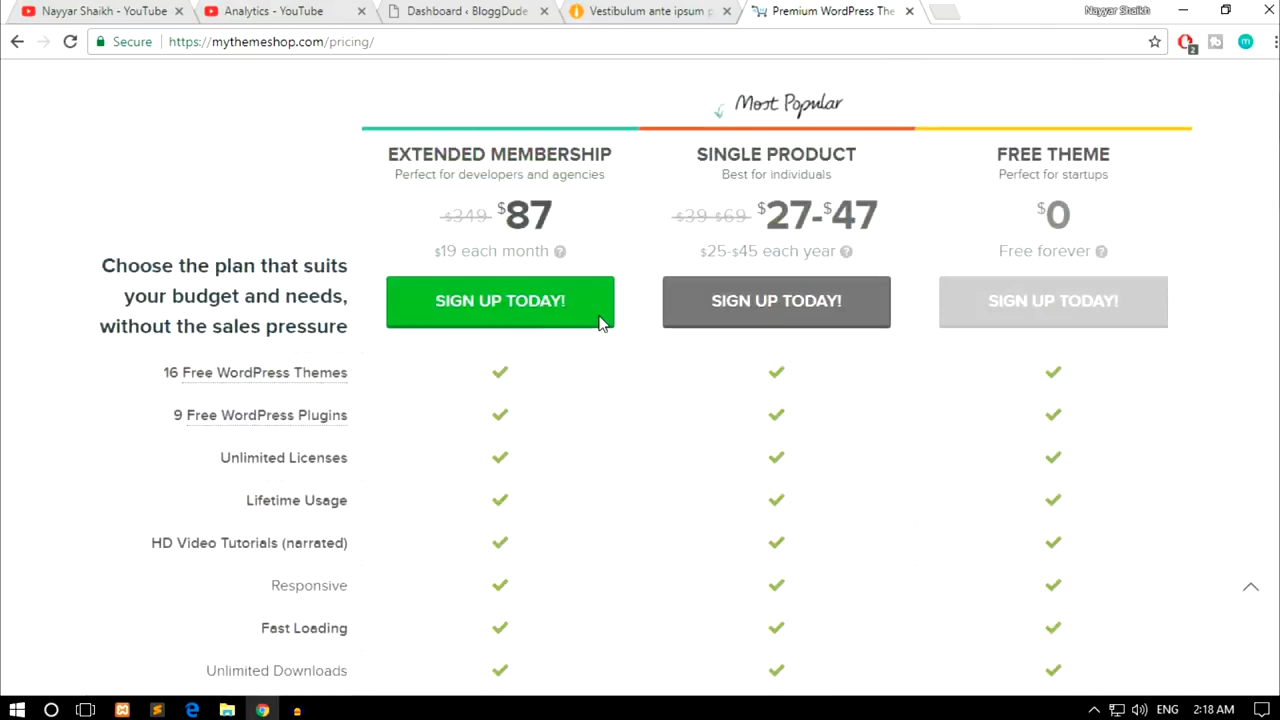 Nayyar Shaikh - YouTube
Analytics - YouTube
Dashboard ‹ BloggDude
Vestibulum ante ipsum p
Premium WordPress The
Nayyar Shaikh
Secure
https://mythemeshop.com/pricing/
2
m
Most Popular
EXTENDED MEMBERSHIP
Perfect for developers and agencies
$349 $87
$19 each month ?
SIGN UP TODAY!
SINGLE PRODUCT
Best for individuals
$39-$69 $27-$47
$25-$45 each year ?
SIGN UP TODAY!
FREE THEME
Perfect for startups
$0
Free forever ?
SIGN UP TODAY!
Choose the plan that suits
your budget and needs,
without the sales pressure
16 Free WordPress Themes
9 Free WordPress Plugins
Unlimited Licenses
Lifetime Usage
HD Video Tutorials (narrated)
Responsive
Fast Loading
Unlimited Downloads
ENG
2:18 AM